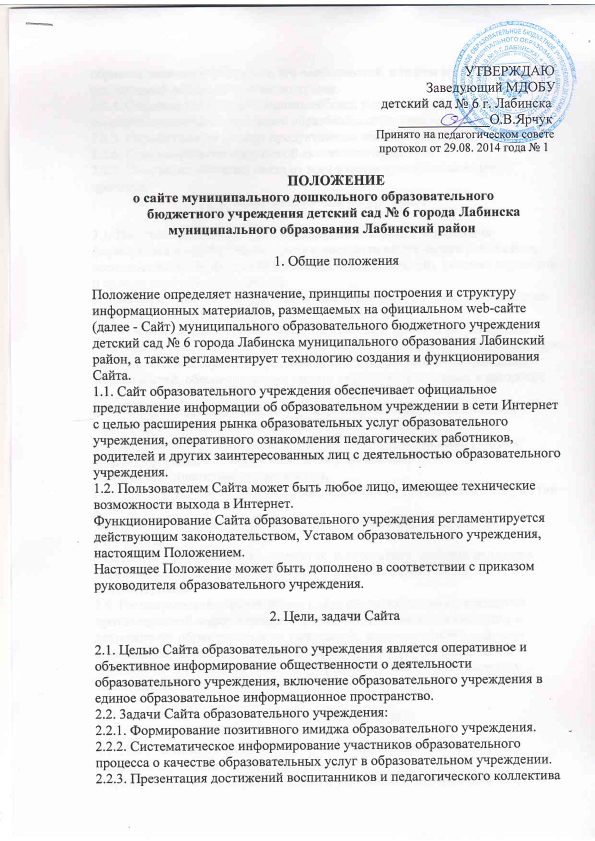 УТВЕРЖДАЮ
Заведующий МДОБУ
детский сад № 6 г. Лабинска
О.В.Ярчук
Принято на педагогическом совете
протокол от 29.08. 2014 года № 1
ПОЛОЖЕНИЕ
о сайте муниципального дошкольного образовательного
бюджетного учреждения детский сад № 6 города Лабинска
муниципального образования Лабинский район
1. Общие положения
Положение определяет назначение, принципы построения и структуру
информационных материалов, размещаемых на официальном web-сайте
(далее - Сайт) муниципального образовательного бюджетного учреждения
детский сад № 6 города Лабинска муниципального образования Лабинский
район, а также регламентирует технологию создания и функционирования
Сайта.
1.1. Сайт образовательного учреждения обеспечивает официальное
представление информации об образовательном учреждении в сети Интернет
с целью расширения рынка образовательных услуг образовательного
учреждения, оперативного ознакомления педагогических работников,
родителей и других заинтересованных лиц с деятельностью образовательного
учреждения.
1.2. Пользователем Сайта может быть любое лицо, имеющее технические
возможности выхода в Интернет.
Функционирование Сайта образовательного учреждения регламентируется
действующим законодательством, Уставом образовательного учреждения,
настоящим Положением.
Настоящее Положение может быть дополнено в соответствии с приказом
руководителя образовательного учреждения.
2. Цели, задачи Сайта
2.1. Целью Сайта образовательного учреждения является оперативное и
объективное информирование общественности о деятельности
образовательного учреждения, включение образовательного учреждения в
единое образовательное информационное пространство.
2.2. Задачи Сайта образовательного учреждения:
2.2.1. Формирование позитивного имиджа образовательного учреждения.
2.2.2. Систематическое информирование участников образовательного
процесса о качестве образовательных услуг в образовательном учреждении.
2.2.3. Презентация достижений воспитанников и педагогического коллектива